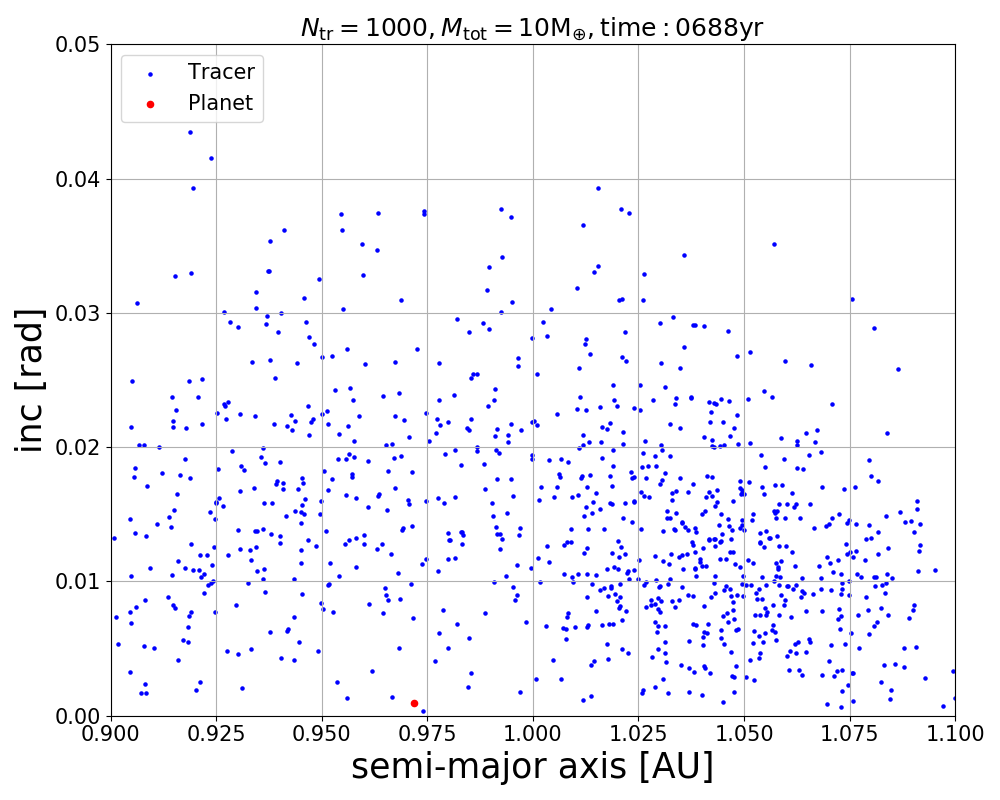 N_tr = 1000, M_tot = 10M_⊕, time : 0688yr
0.05
Tracer
Planet
0.04
0.03
inc [rad]
0.02
0.01
0.00
0.900 0.925 0.950 0.975 1.000 1.025 1.050 1.075 1.100
semi-major axis [AU]